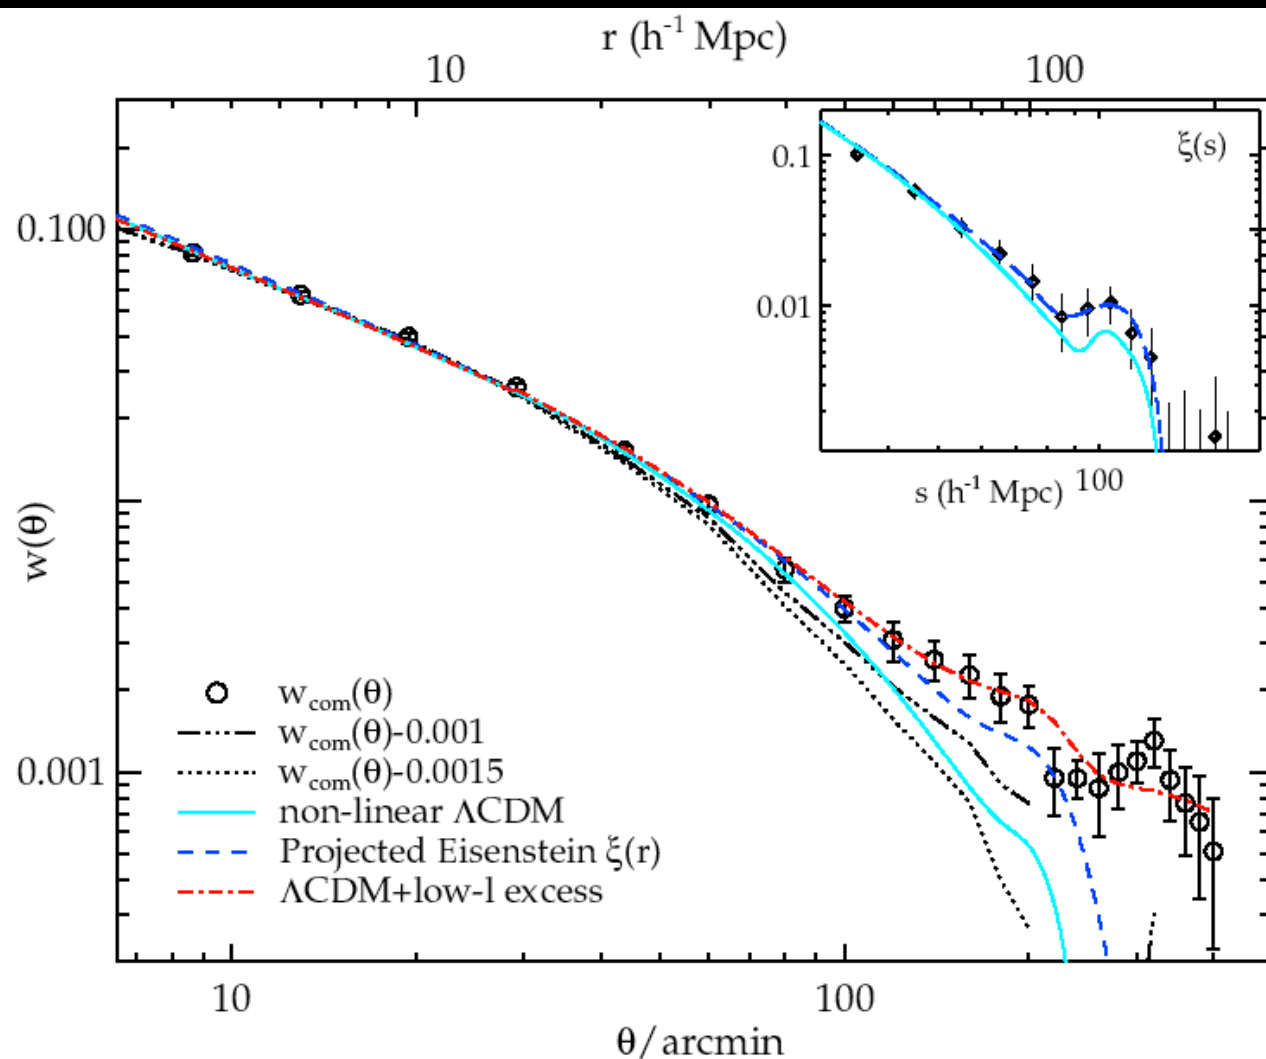 r (h⁻¹ Mpc)
10 100
ξ(s)
0.1
0.01
s (h⁻¹ Mpc) 100
0.100
0.001
w(θ)
w_com(θ)
w_com(θ)-0.001
w_com(θ)-0.0015
non-linear ΛCDM
Projected Eisenstein ξ(r)
ΛCDM+low-l excess
10 100
θ/arcmin